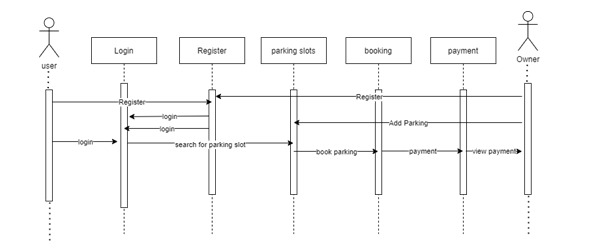 Login
Register
parking slots
booking
payment
user
Owner
Register
Register
login
login
Add Parking
login
search for parking slot
book parking
payment
view payments